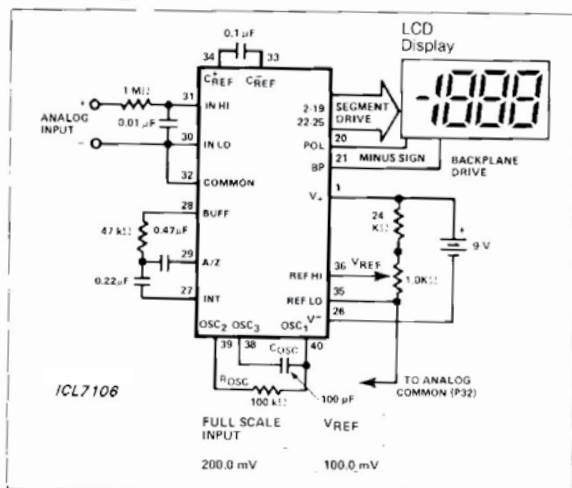 0.1 µF
34
33
C+REF
C−REF
LCD
Display
-1888
1 MΩ
31
IN HI
ANALOG
INPUT
+
0.01 µF
30
−
IN LO
32
COMMON
2-19
SEGMENT
22-25
DRIVE
20
POL
MINUS SIGN
21
BP
BACKPLANE
DRIVE
V+
1
24
KΩ
+
9 V
28
BUFF
47 kΩ
0.47µF
29
A/Z
0.22µF
27
INT
REF HI
36
VREF
1.0KΩ
REF LO
35
V−
26
OSC2
OSC3
OSC1
39
38
COSC
40
ROSC
100 kΩ
100 pF
TO ANALOG
COMMON (P32)
ICL7106
FULL SCALE
INPUT
VREF
200.0 mV
100.0 mV